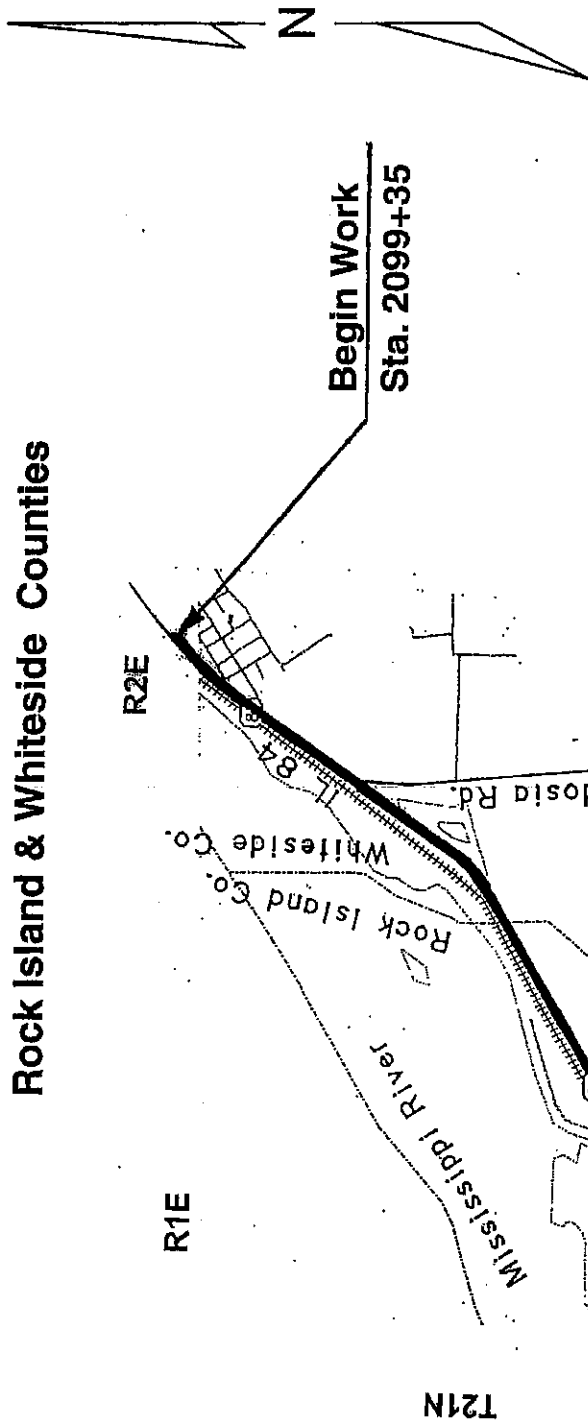 Rock Island & Whiteside Counties
N
R1E
R2E
Begin Work
Sta. 2099+35
IL 84
Whiteside Co.
Rock Island Co.
Mississippi River
Rd.
T21N